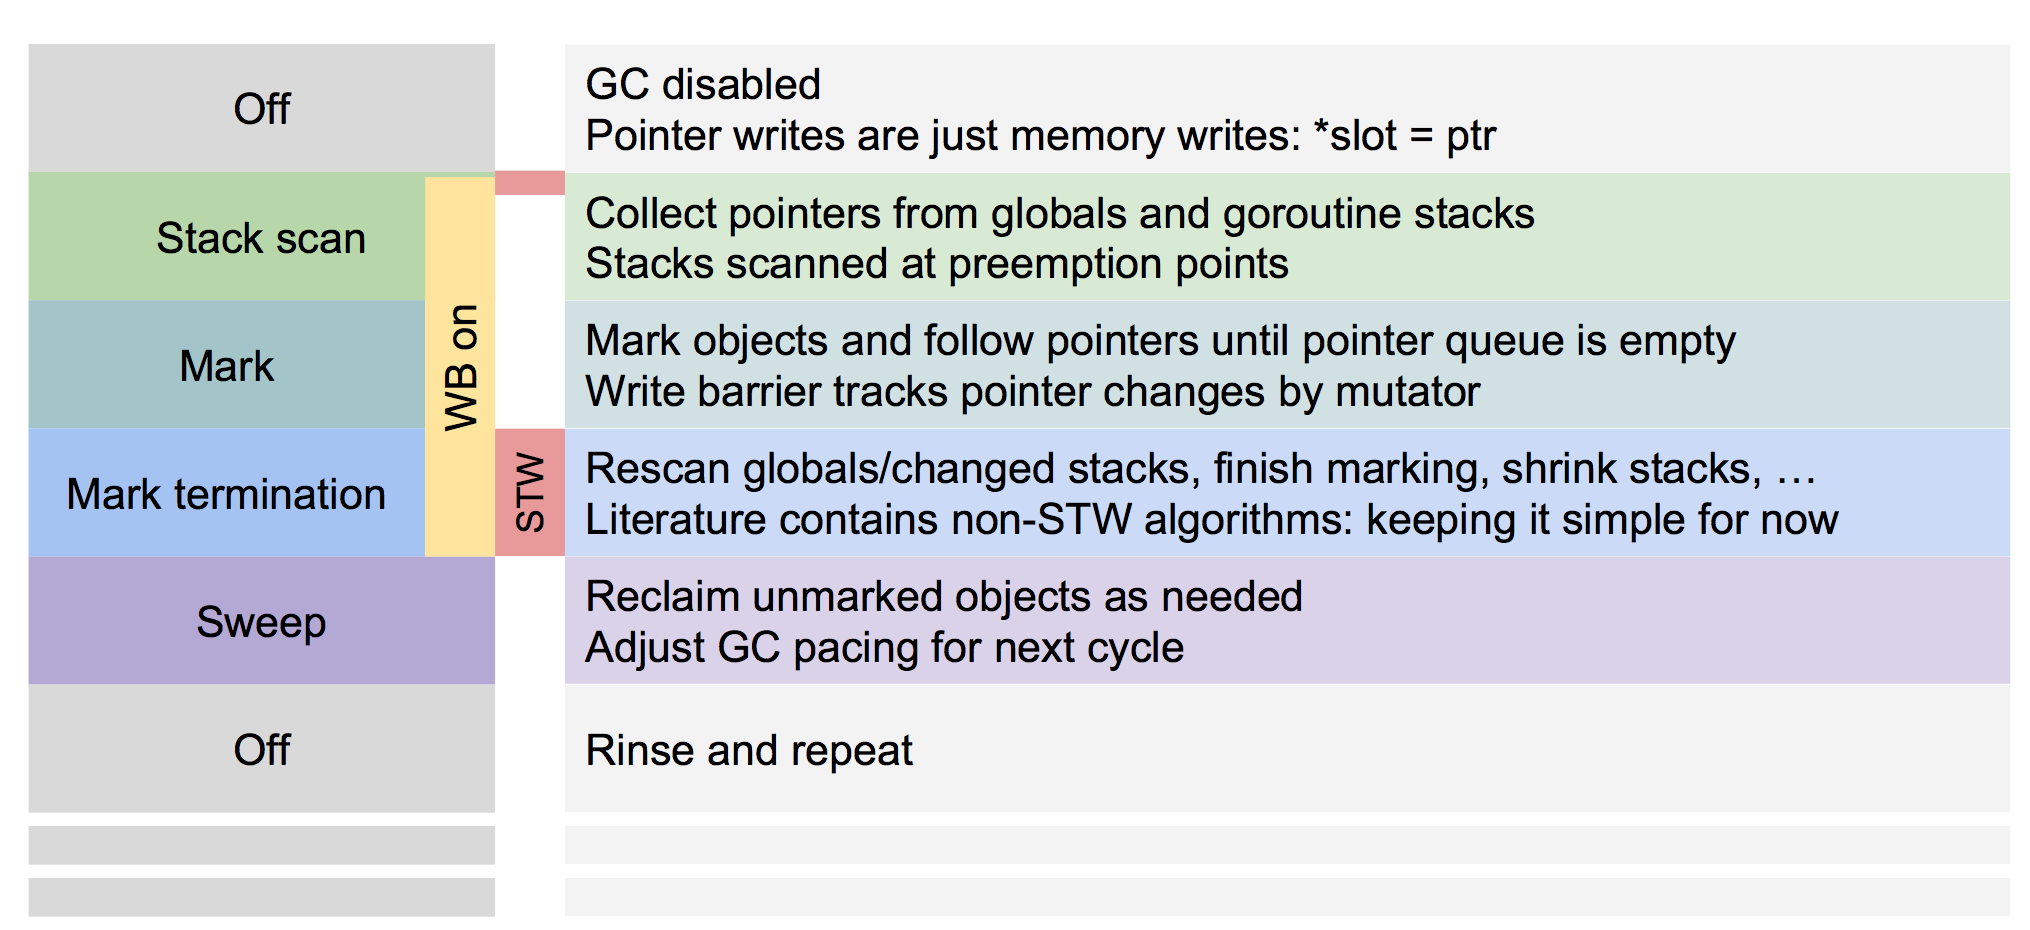 Off
GC disabled
Pointer writes are just memory writes: *slot = ptr
Stack scan
Collect pointers from globals and goroutine stacks
Stacks scanned at preemption points
WB on
Mark
Mark objects and follow pointers until pointer queue is empty
Write barrier tracks pointer changes by mutator
Mark termination
STW
Rescan globals/changed stacks, finish marking, shrink stacks, …
Literature contains non-STW algorithms: keeping it simple for now
Sweep
Reclaim unmarked objects as needed
Adjust GC pacing for next cycle
Off
Rinse and repeat